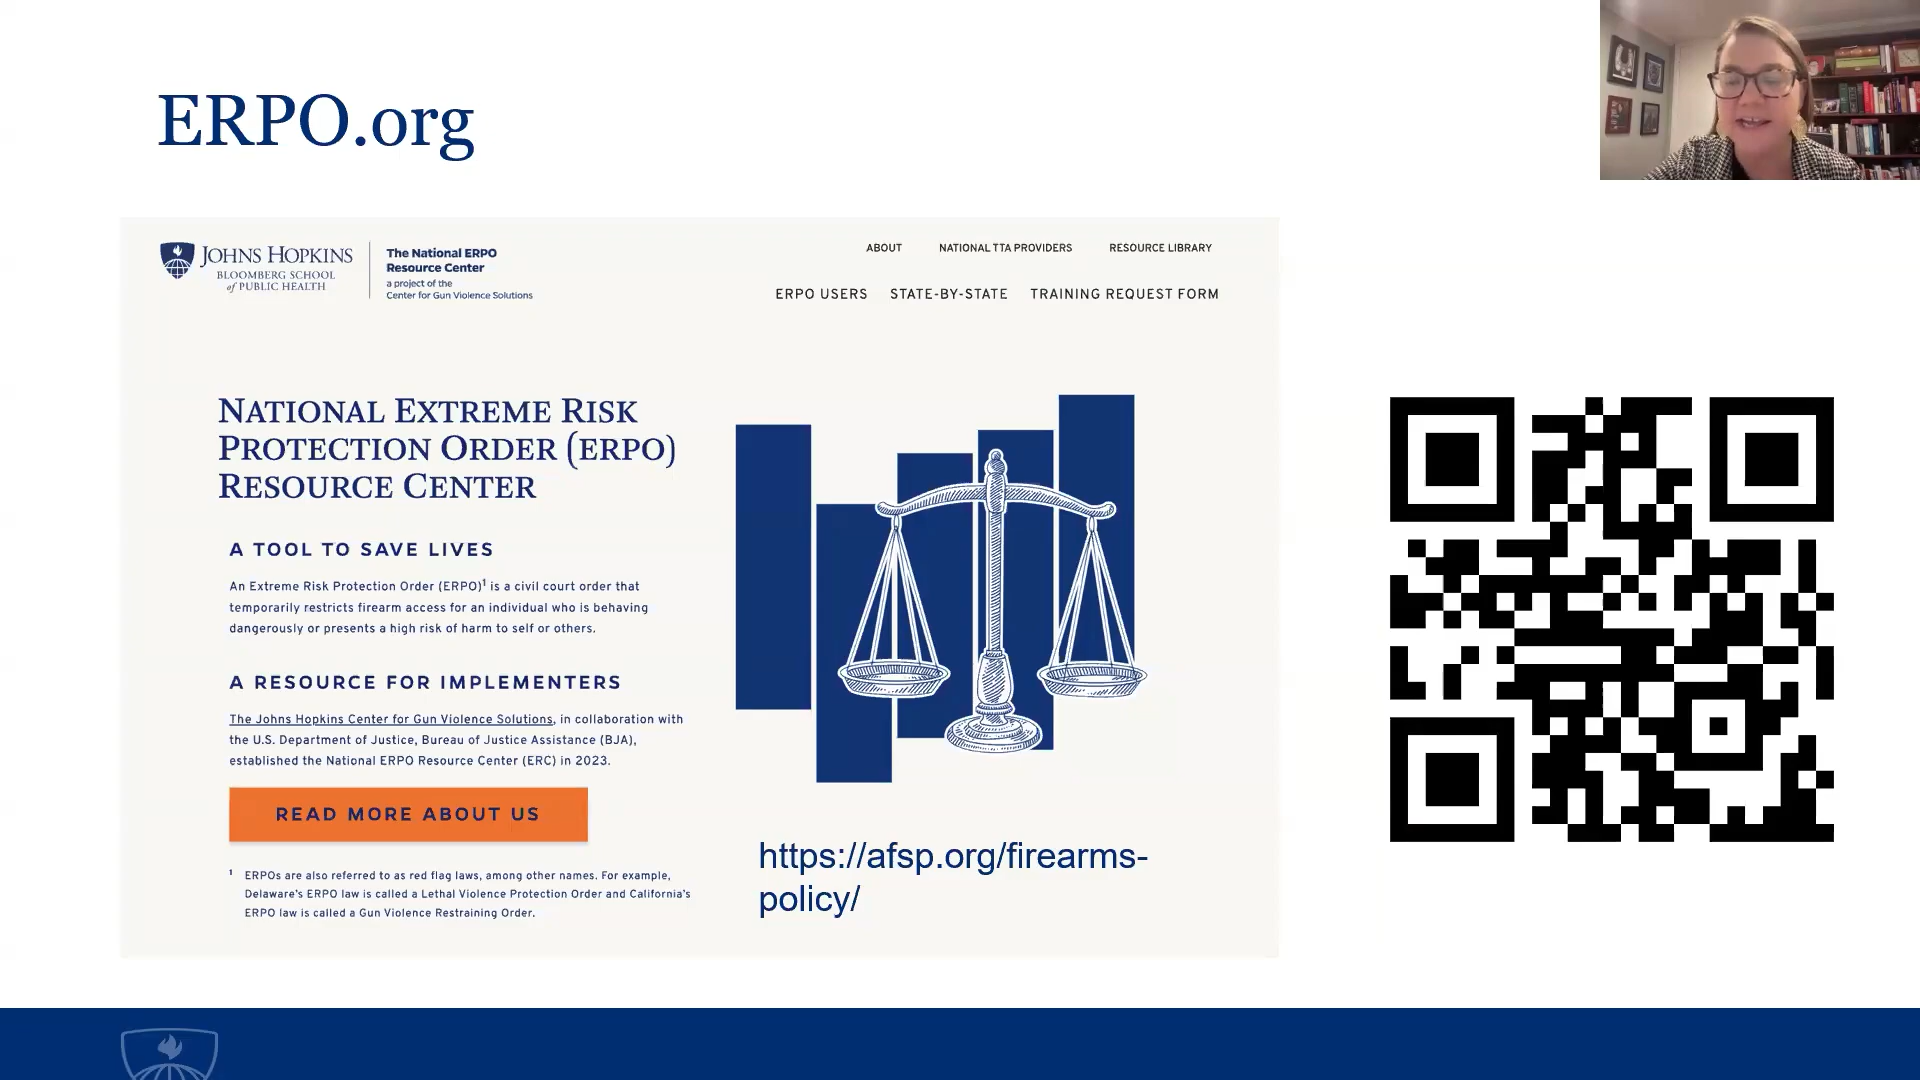 ERPO.org
JOHNS HOPKINS
BLOOMBERG SCHOOL
of PUBLIC HEALTH
The National ERPO
Resource Center
a project of the
Center for Gun Violence Solutions
ABOUT NATIONAL TTA PROVIDERS RESOURCE LIBRARY
ERPO USERS STATE-BY-STATE TRAINING REQUEST FORM
NATIONAL EXTREME RISK
PROTECTION ORDER (ERPO)
RESOURCE CENTER
A TOOL TO SAVE LIVES
An Extreme Risk Protection Order (ERPO)¹ is a civil court order that
temporarily restricts firearm access for an individual who is behaving
dangerously or presents a high risk of harm to self or others.
A RESOURCE FOR IMPLEMENTERS
The Johns Hopkins Center for Gun Violence Solutions, in collaboration with
the U.S. Department of Justice, Bureau of Justice Assistance (BJA),
established the National ERPO Resource Center (ERC) in 2023.
READ MORE ABOUT US
¹ ERPOs are also referred to as red flag laws, among other names. For example,
Delaware's ERPO law is called a Lethal Violence Protection Order and California's
ERPO law is called a Gun Violence Restraining Order.
https://afsp.org/firearms-
policy/